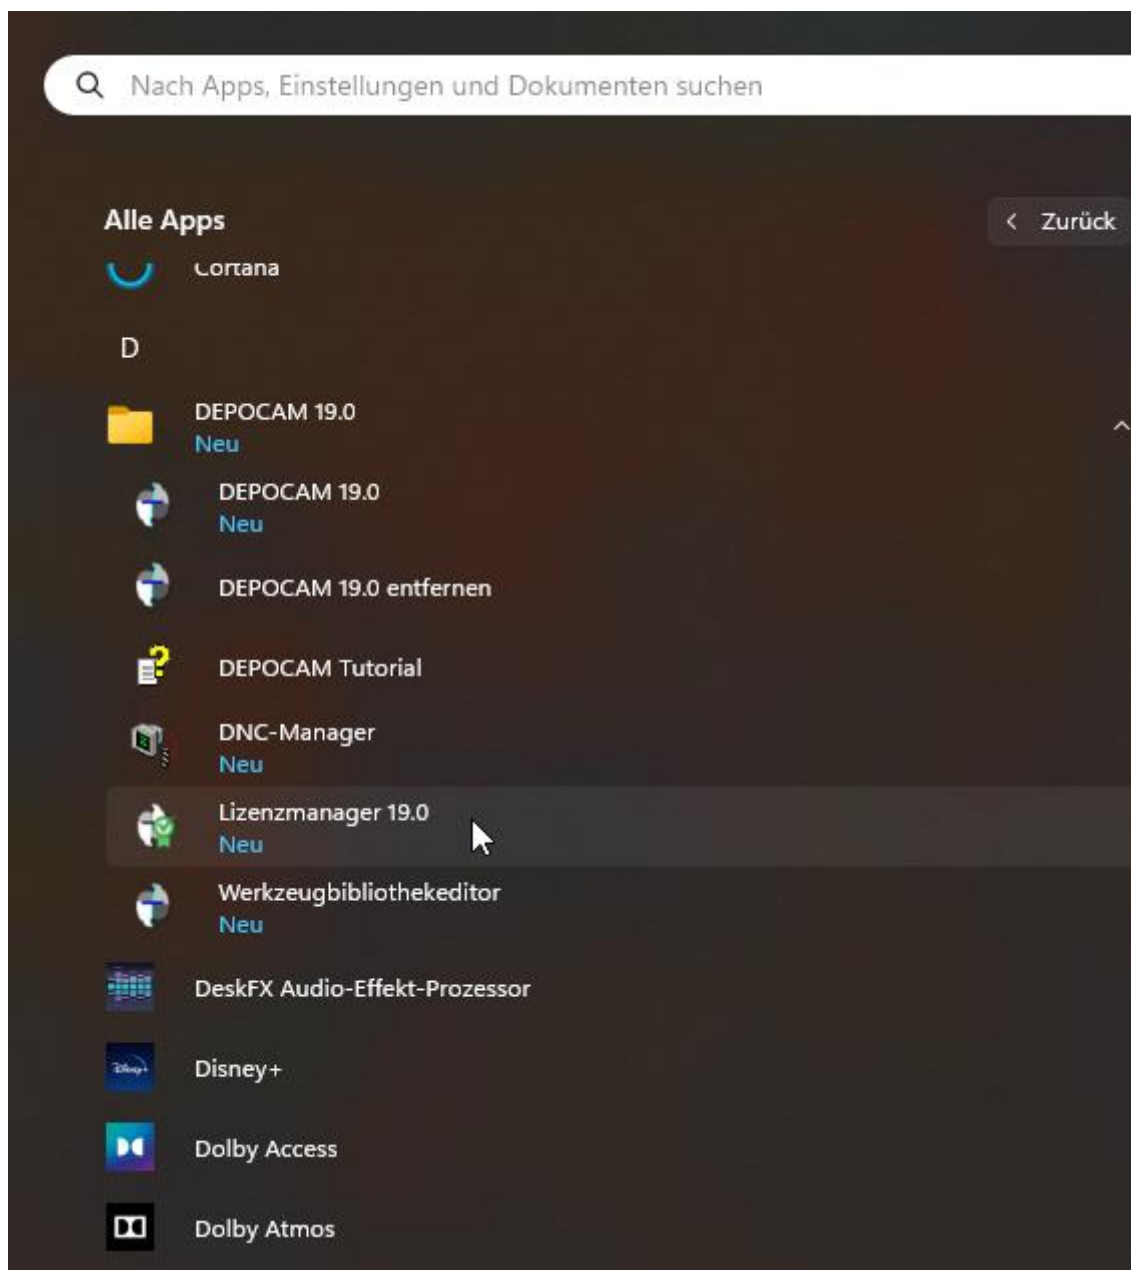 Nach Apps, Einstellungen und Dokumenten suchen
Alle Apps
Zurück
Cortana
D
DEPOCAM 19.0
Neu
DEPOCAM 19.0
Neu
DEPOCAM 19.0 entfernen
DEPOCAM Tutorial
DNC-Manager
Neu
Lizenzmanager 19.0
Neu
Werkzeugbibliothekeditor
Neu
DeskFX Audio-Effekt-Prozessor
Disney+
Disney+
Dolby Access
Dolby Atmos